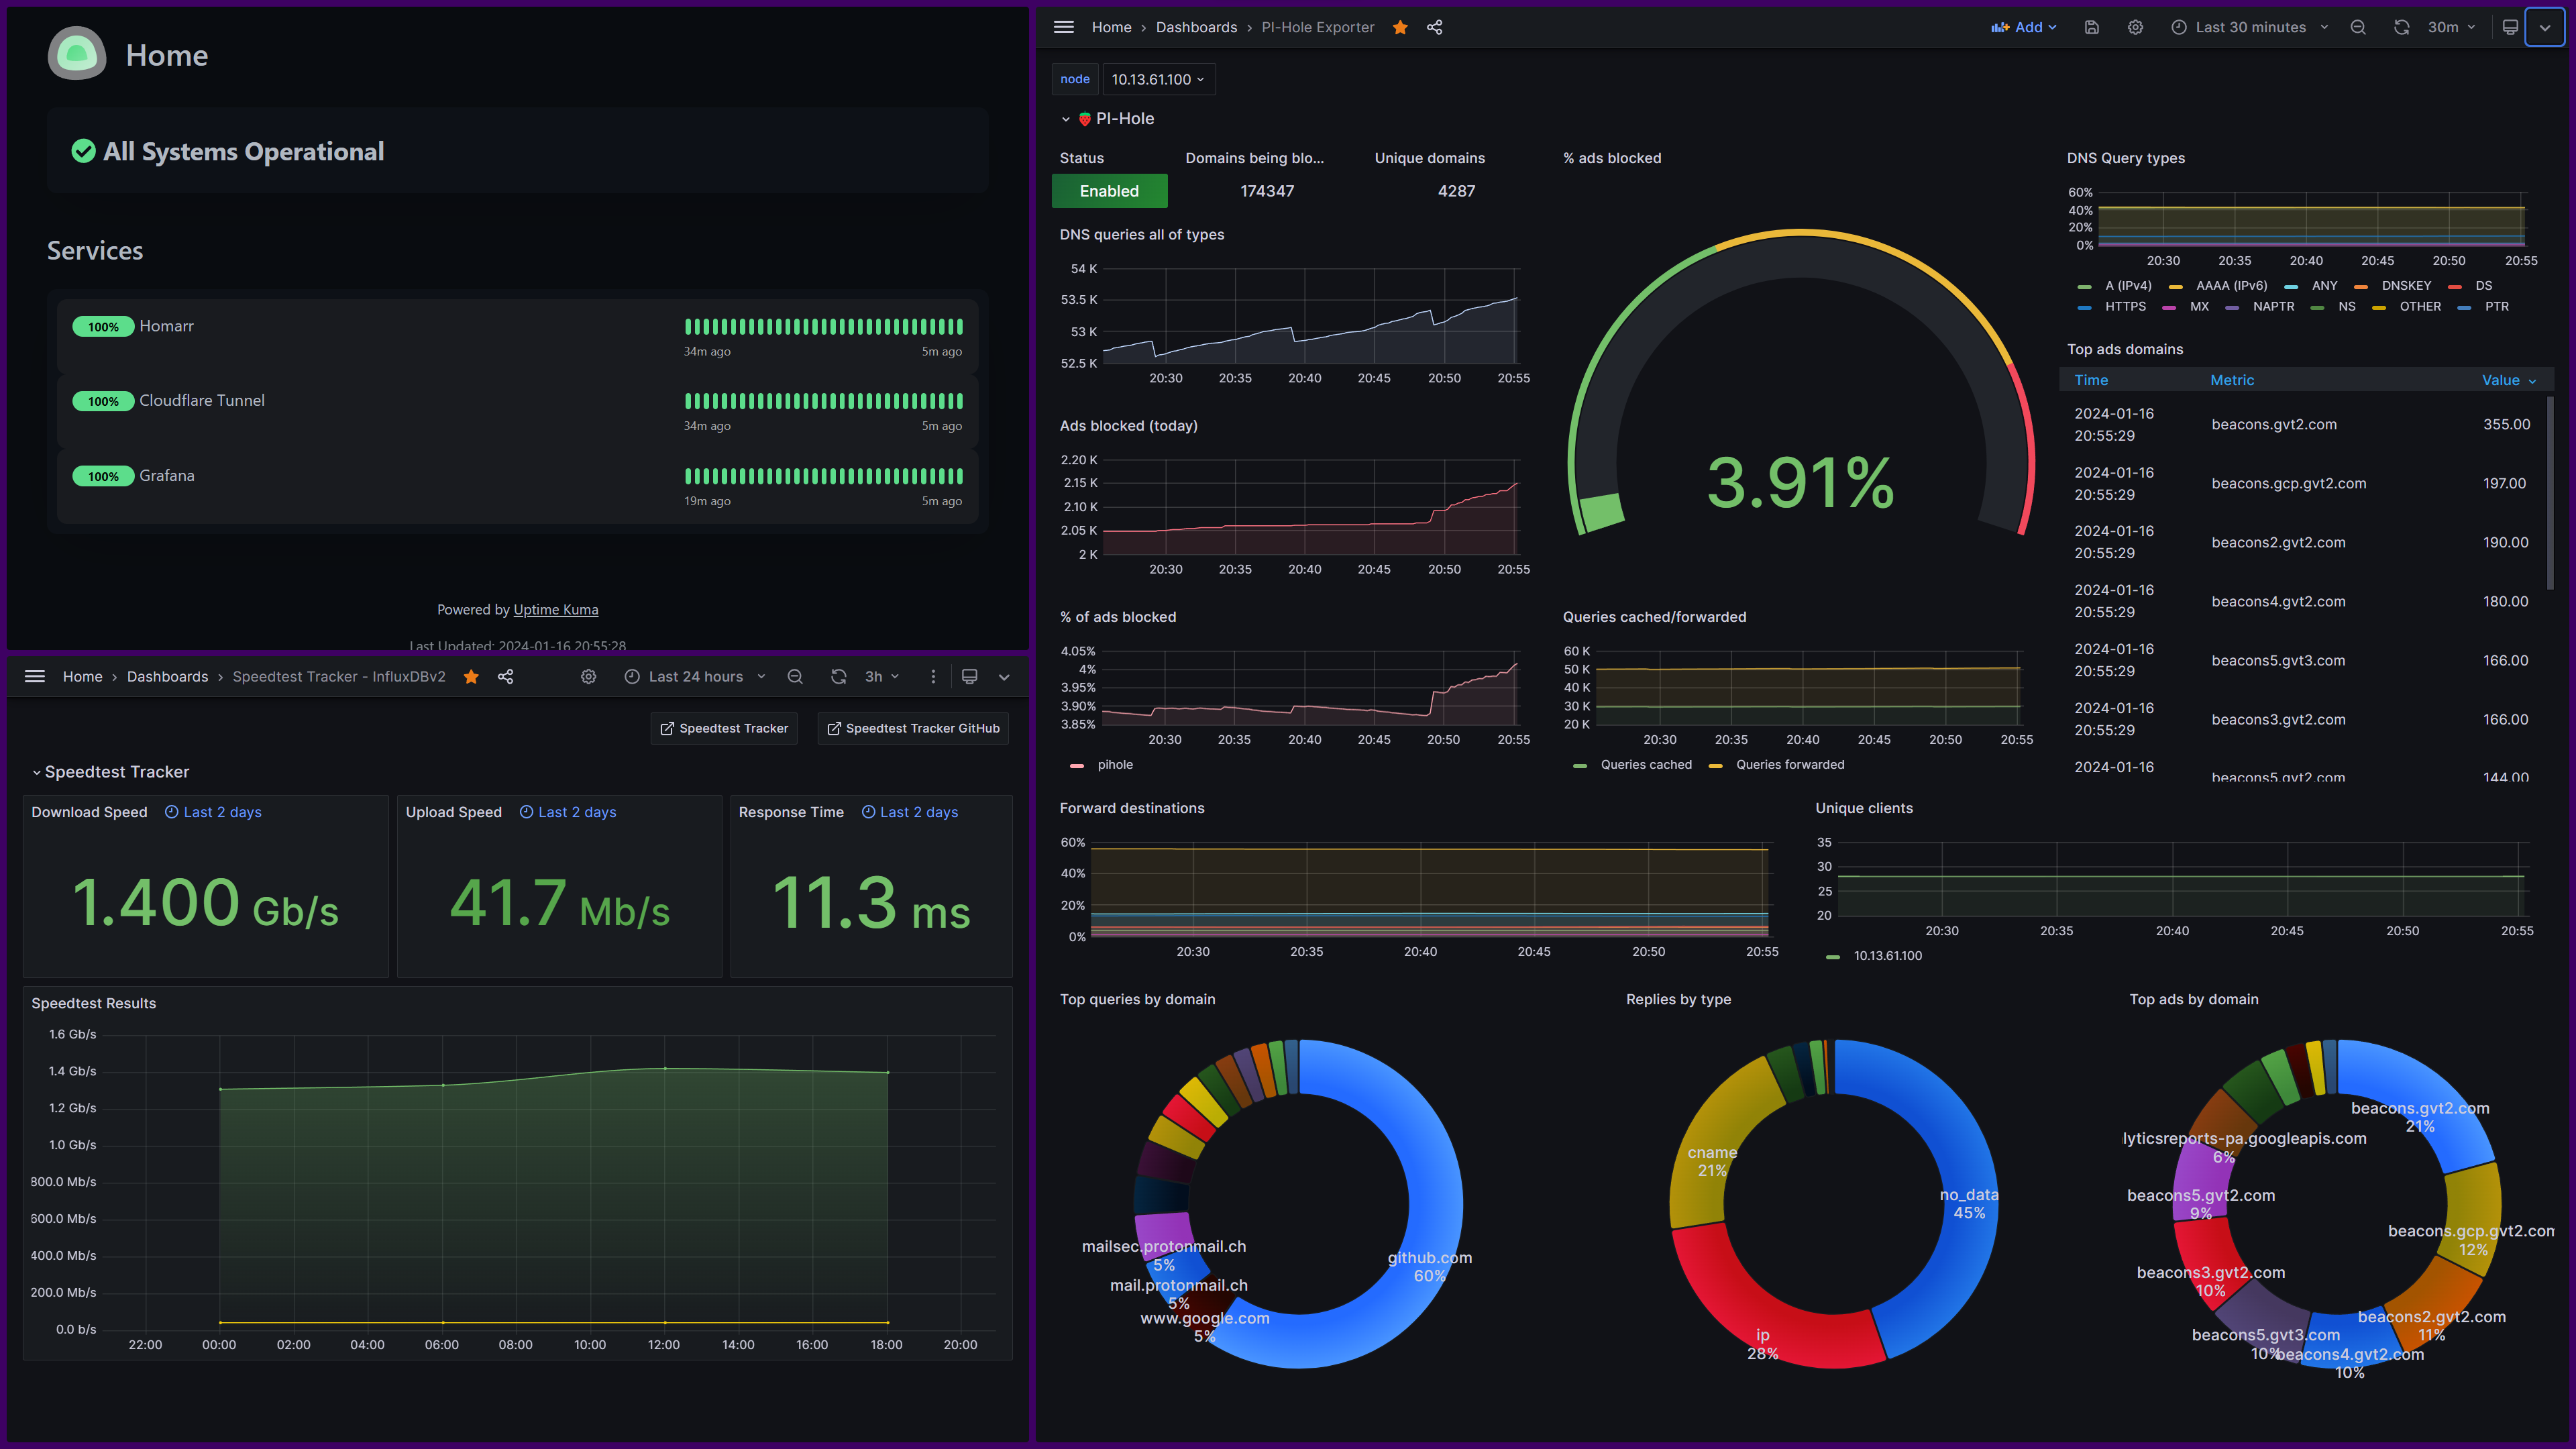 Home
All Systems Operational
Services
100% Homarr
34m ago 5m ago
100% Cloudflare Tunnel
34m ago 5m ago
100% Grafana
19m ago 5m ago
Powered by Uptime Kuma
Last Updated: 2024-01-16 20:55:28
Home › Dashboards › Speedtest Tracker - InfluxDBv2 Last 24 hours 3h
Speedtest Tracker Speedtest Tracker GitHub
Speedtest Tracker
Download Speed Last 2 days
1.400 Gb/s
Upload Speed Last 2 days
41.7 Mb/s
Response Time Last 2 days
11.3 ms
Speedtest Results
1.6 Gb/s
1.4 Gb/s
1.2 Gb/s
1.0 Gb/s
800.0 Mb/s
600.0 Mb/s
400.0 Mb/s
200.0 Mb/s
0.0 b/s
22:00 00:00 02:00 04:00 06:00 08:00 10:00 12:00 14:00 16:00 18:00 20:00
Home › Dashboards › PI-Hole Exporter Add Last 30 minutes 30m
node 10.13.61.100
PI-Hole
Status
Enabled
Domains being blo...
174347
Unique domains
4287
DNS queries all of types
54 K
53.5 K
53 K
52.5 K
20:30 20:35 20:40 20:45 20:50 20:55
Ads blocked (today)
2.20 K
2.15 K
2.10 K
2.05 K
2 K
20:30 20:35 20:40 20:45 20:50 20:55
% of ads blocked
4.05%
4%
3.95%
3.90%
3.85%
20:30 20:35 20:40 20:45 20:50 20:55
pihole
% ads blocked
3.91%
Queries cached/forwarded
60 K
50 K
40 K
30 K
20 K
20:30 20:35 20:40 20:45 20:50 20:55
Queries cached Queries forwarded
DNS Query types
60%
40%
20%
0%
20:30 20:35 20:40 20:45 20:50 20:55
A (IPv4) AAAA (IPv6) ANY DNSKEY DS
HTTPS MX NAPTR NS OTHER PTR
Top ads domains
Time Metric Value
2024-01-16 20:55:29 beacons.gvt2.com 355.00
2024-01-16 20:55:29 beacons.gcp.gvt2.com 197.00
2024-01-16 20:55:29 beacons2.gvt2.com 190.00
2024-01-16 20:55:29 beacons4.gvt2.com 180.00
2024-01-16 20:55:29 beacons5.gvt3.com 166.00
2024-01-16 20:55:29 beacons3.gvt2.com 166.00
2024-01-16 beacons5.gvt2.com 144.00
Forward destinations
60%
40%
20%
0%
20:30 20:35 20:40 20:45 20:50 20:55
Unique clients
35
30
25
20
20:30 20:35 20:40 20:45 20:50 20:55
10.13.61.100
Top queries by domain
mailsec.protonmail.ch
5%
mail.protonmail.ch
5%
www.google.com
5%
github.com
60%
Replies by type
cname
21%
no_data
45%
ip
28%
Top ads by domain
beacons.gvt2.com
21%
lyticsreports-pa.googleapis.com
6%
beacons5.gvt2.com
9%
beacons.gcp.gvt2.con
12%
beacons3.gvt2.com
10%
beacons2.gvt2.com
11%
beacons5.gvt3.com
10%
beacons4.gvt2.com
10%